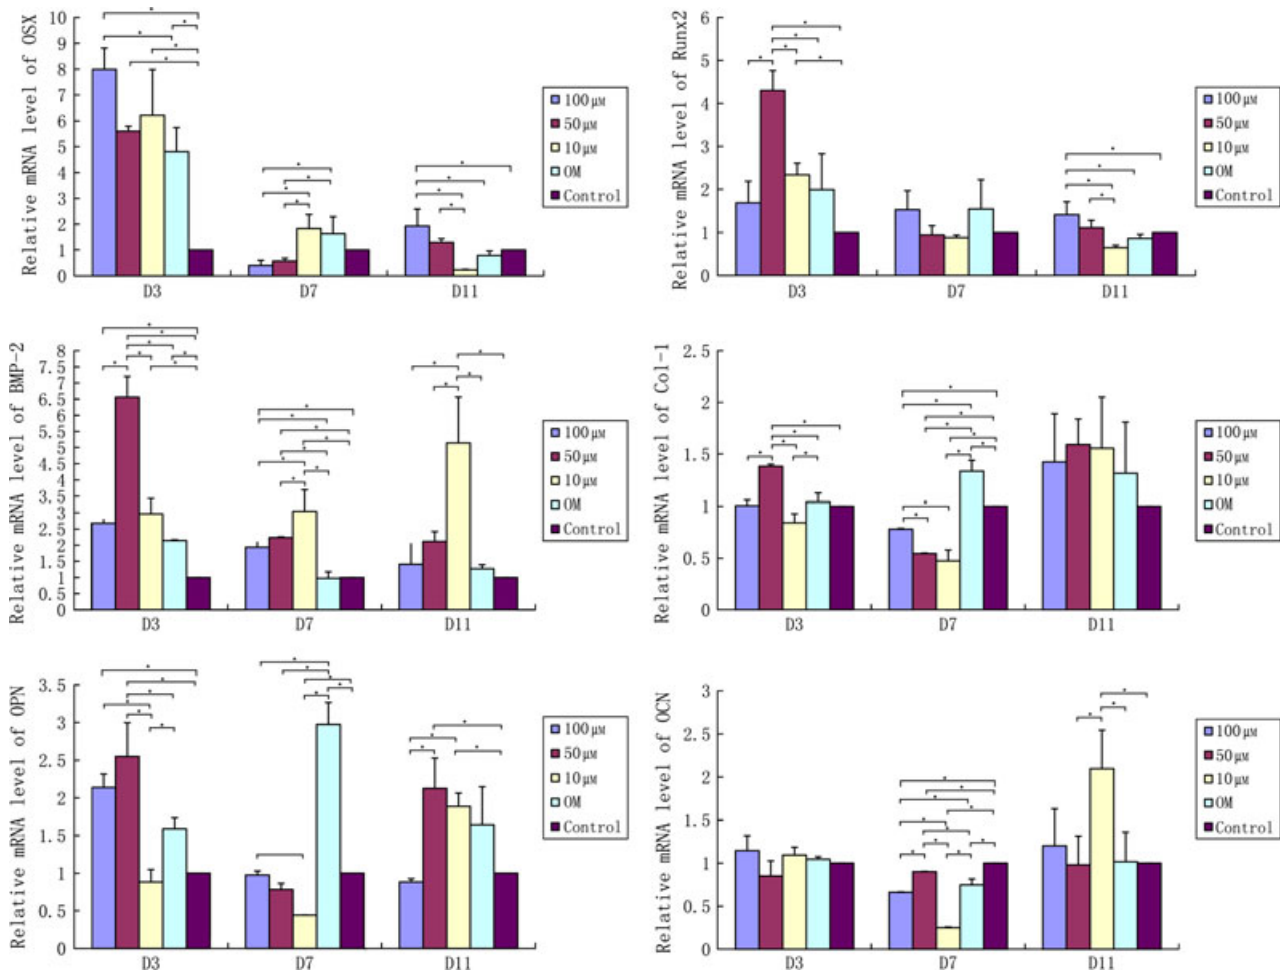 Relative mRNA level of OSX
10
9
8
7
6
5
4
3
2
1
0
D3
D7
D11
100μM
50μM
10μM
OM
Control
Relative mRNA level of Runx2
6
5
4
3
2
1
0
D3
D7
D11
100μM
50μM
10μM
OM
Control
Relative mRNA level of BMP-2
8
7.5
7
6.5
6
5.5
5
4.5
4
3.5
3
2.5
2
1.5
1
0.5
0
D3
D7
D11
100μM
50μM
10μM
OM
Control
Relative mRNA level of Col-1
2.5
2
1.5
1
0.5
0
D3
D7
D11
100μM
50μM
10μM
OM
Control
Relative mRNA level of OPN
3.5
3
2.5
2
1.5
1
0.5
0
D3
D7
D11
100μM
50μM
10μM
OM
Control
Relative mRNA level of OCN
3
2.5
2
1.5
1
0.5
0
D3
D7
D11
100μM
50μM
10μM
OM
Control